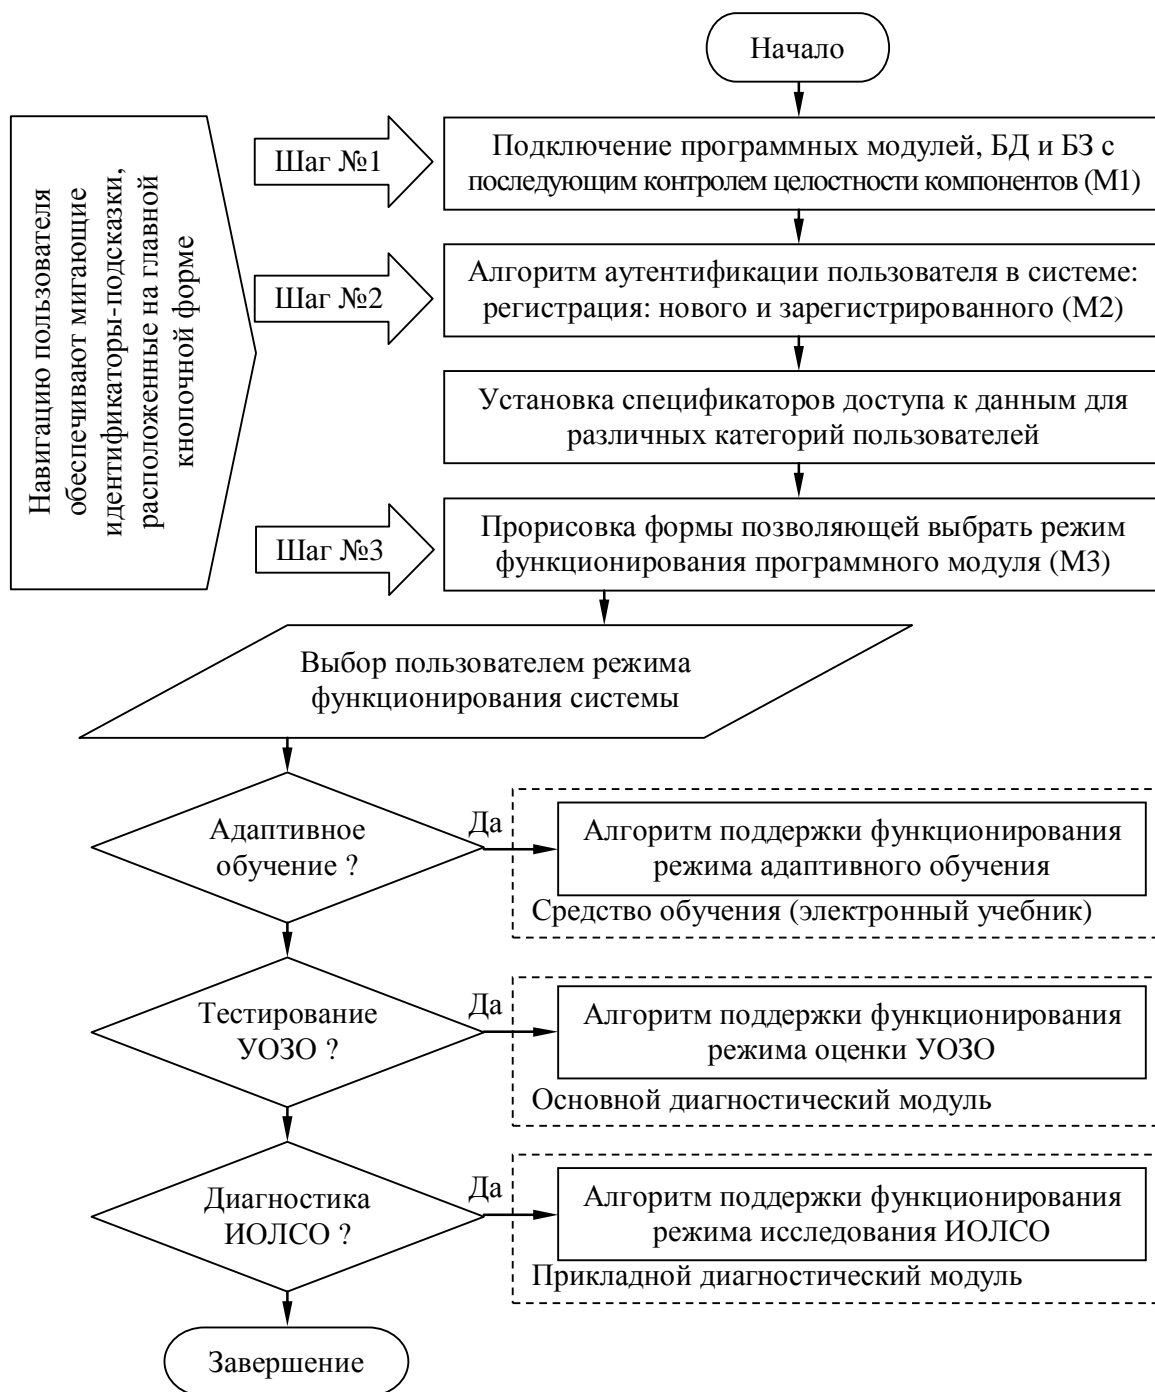 Начало
Навигацию пользователя
обеспечивают мигающие
идентификаторы-подсказки,
расположенные на главной
кнопочной форме
Шаг №1
Подключение программных модулей, БД и БЗ с
последующим контролем целостности компонентов (М1)
Шаг №2
Алгоритм аутентификации пользователя в системе:
регистрация: нового и зарегистрированного (М2)
Установка спецификаторов доступа к данным для
различных категорий пользователей
Шаг №3
Прорисовка формы позволяющей выбрать режим
функционирования программного модуля (М3)
Выбор пользователем режима
функционирования системы
Адаптивное
обучение ?
Да
Алгоритм поддержки функционирования
режима адаптивного обучения
Средство обучения (электронный учебник)
Тестирование
УОЗО ?
Да
Алгоритм поддержки функционирования
режима оценки УОЗО
Основной диагностический модуль
Диагностика
ИОЛСО ?
Да
Алгоритм поддержки функционирования
режима исследования ИОЛСО
Прикладной диагностический модуль
Завершение